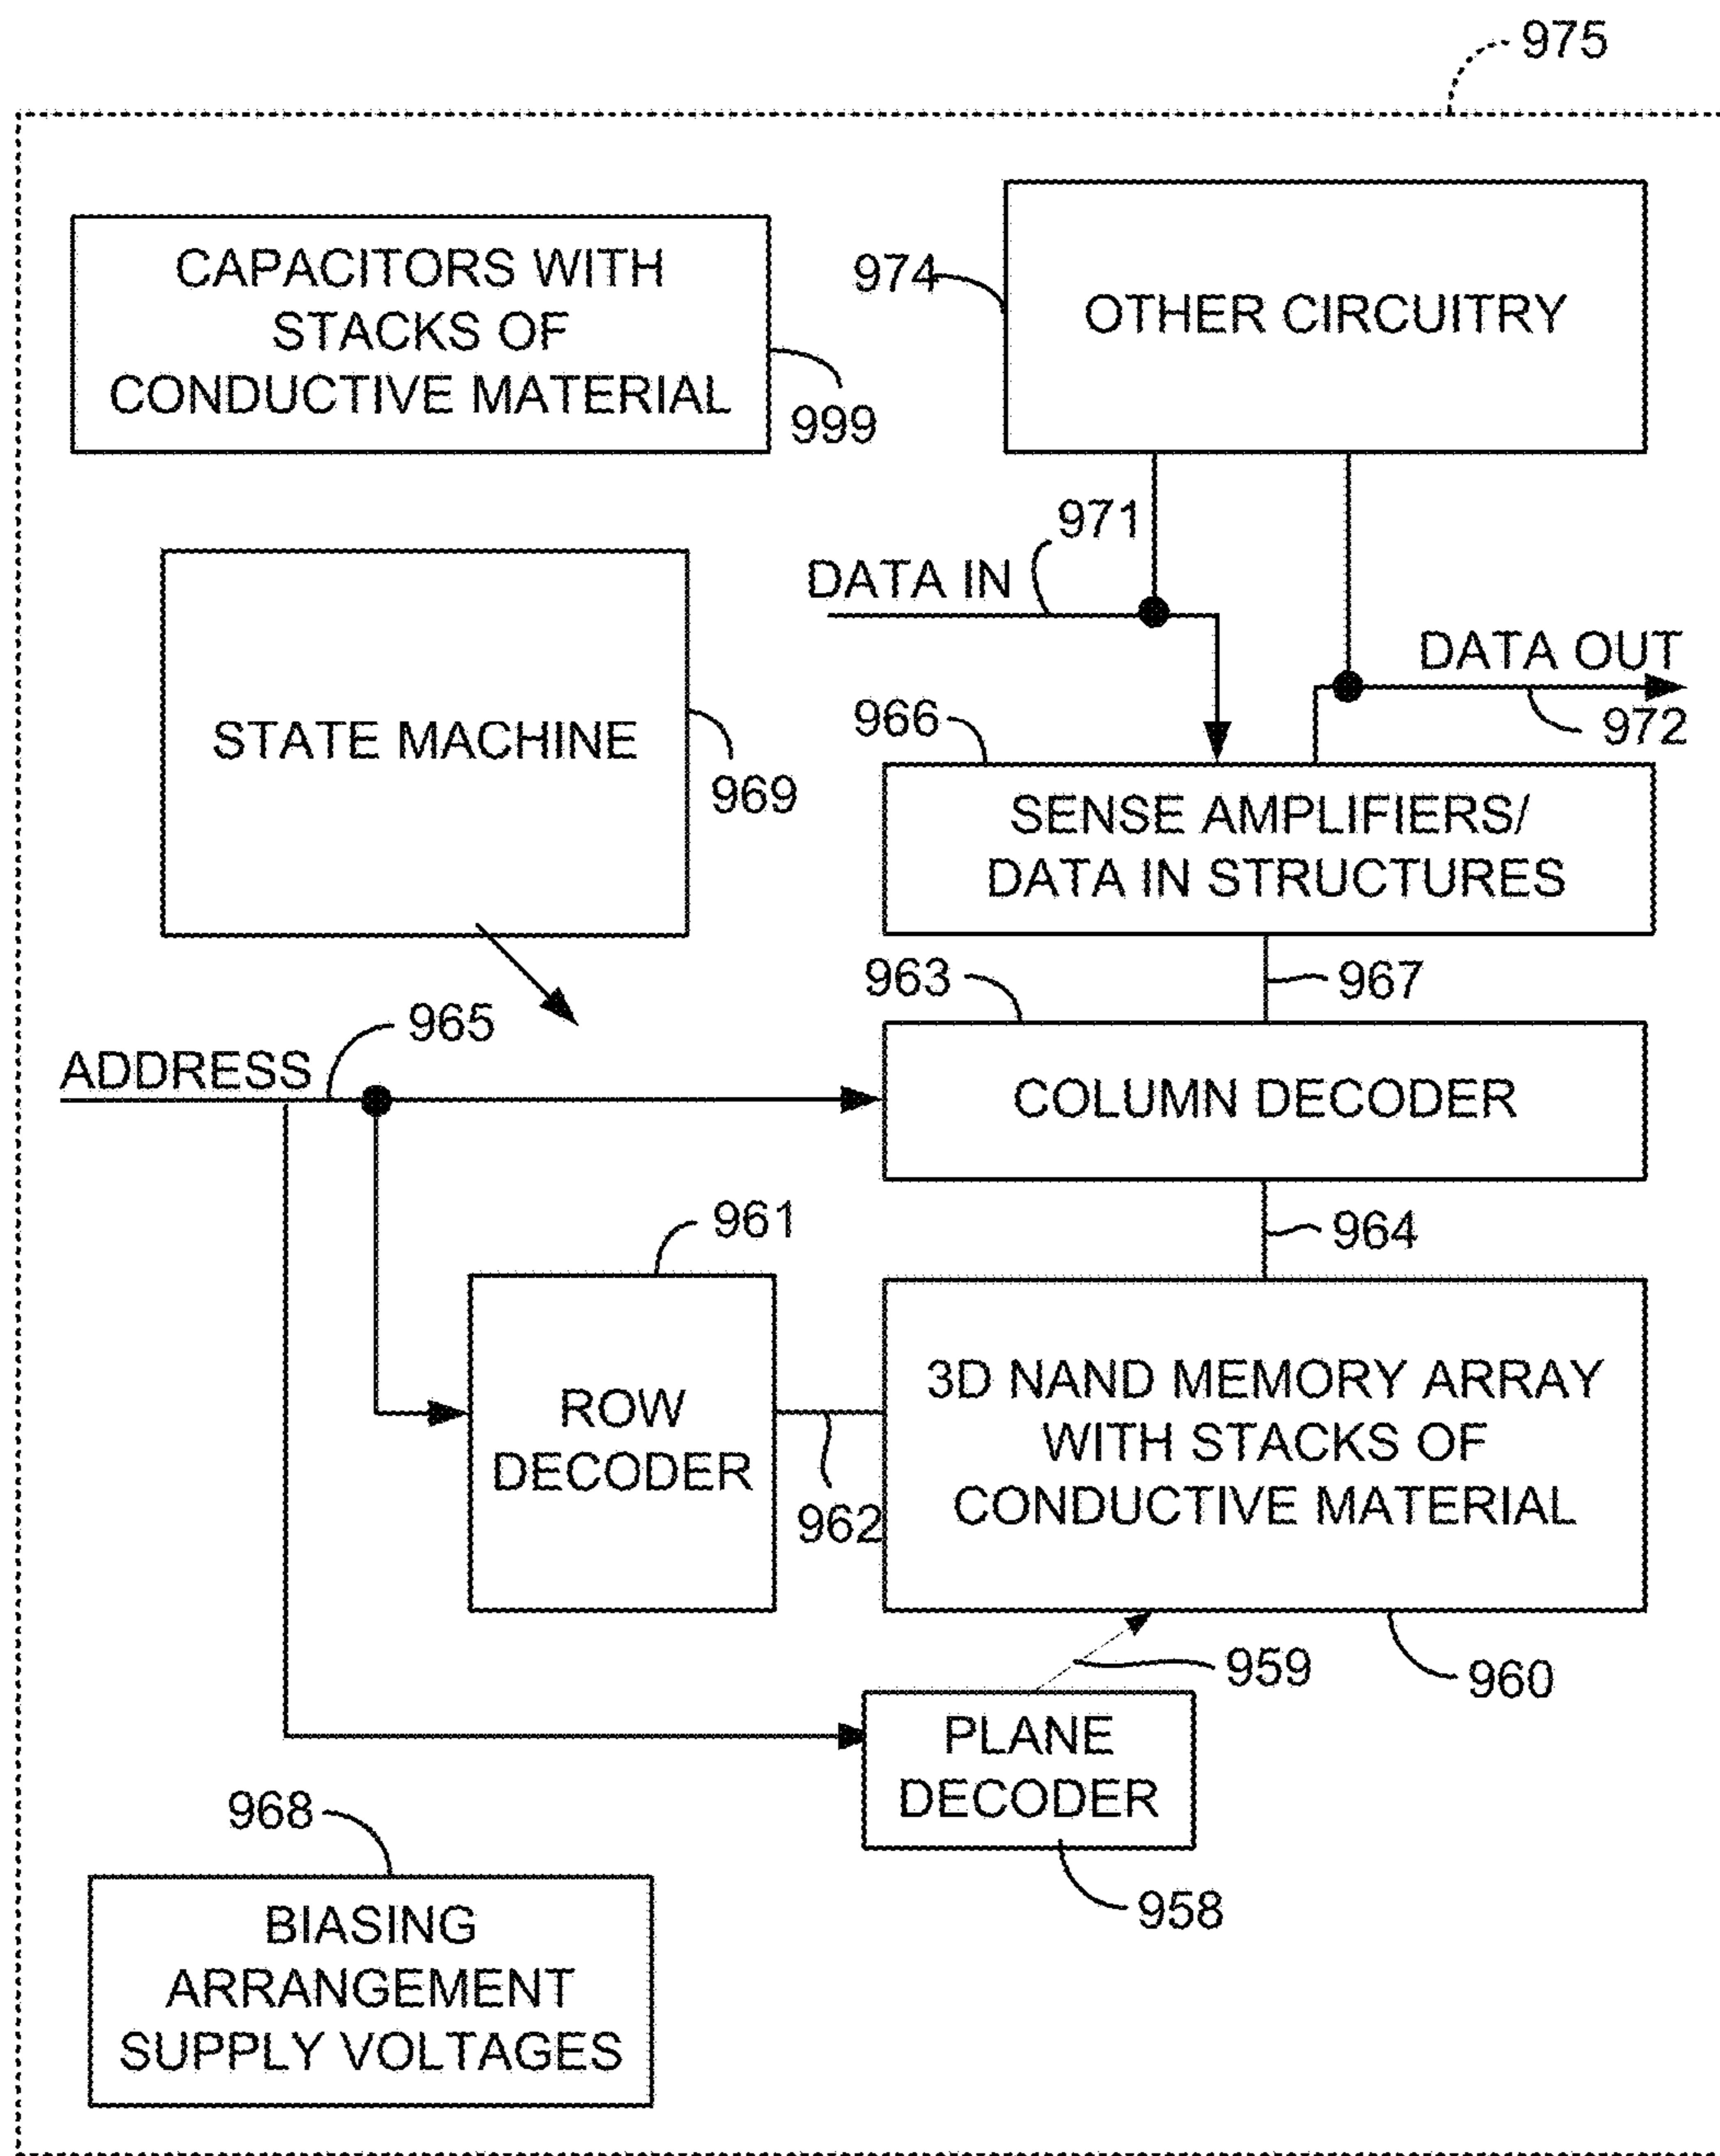 975
CAPACITORS WITH
STACKS OF
CONDUCTIVE MATERIAL
999
974
OTHER CIRCUITRY
971
DATA IN
DATA OUT
972
STATE MACHINE
969
966
SENSE AMPLIFIERS/
DATA IN STRUCTURES
963
967
965
ADDRESS
COLUMN DECODER
961
964
ROW
DECODER
962
3D NAND MEMORY ARRAY
WITH STACKS OF
CONDUCTIVE MATERIAL
959
960
PLANE
DECODER
958
968
BIASING
ARRANGEMENT
SUPPLY VOLTAGES